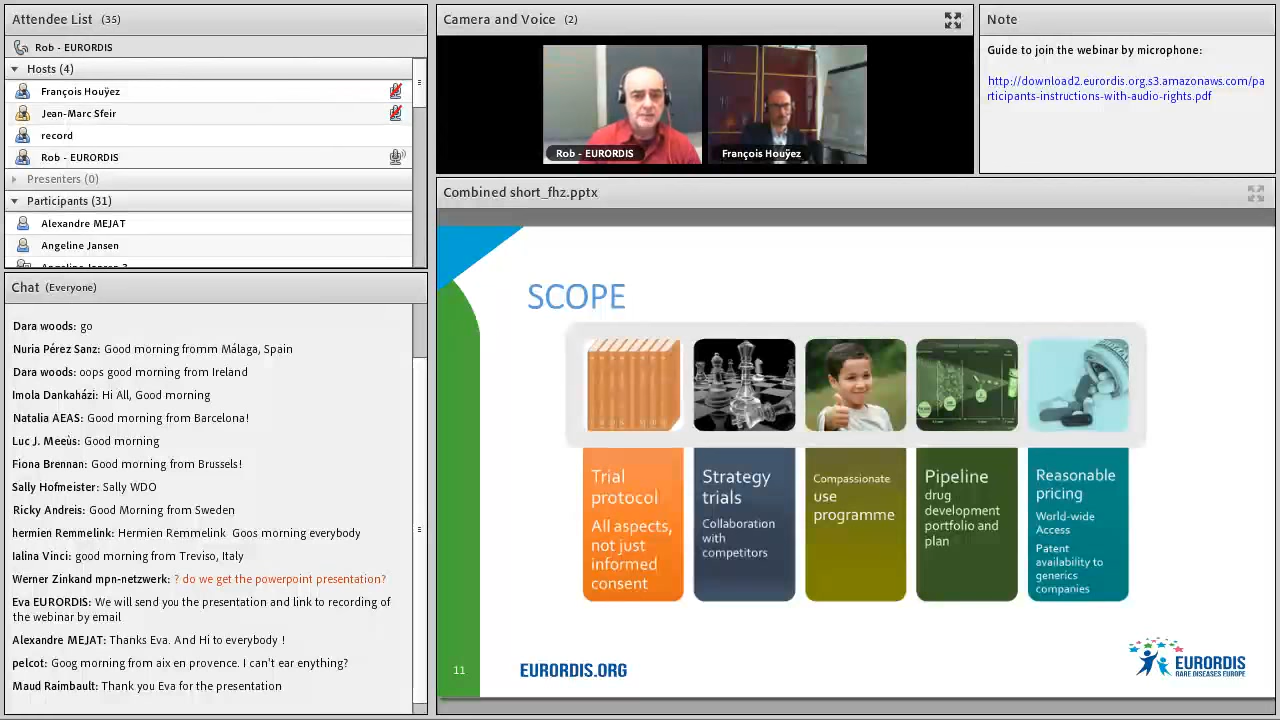 Attendee List (35)
Rob - EURORDIS
Hosts (4)
François Houÿez
Jean-Marc Sfeir
record
Rob - EURORDIS
Presenters (0)
Participants (31)
Alexandre MEJAT
Angeline Jansen
Chat (Everyone)
Dara woods: go
Nuria Pérez Sanz: Good morning fromm Málaga, Spain
Dara woods: oops good morning from Ireland
Imola Dankaházi: Hi All, Good morning
Natalia AEAS: Good morning from Barcelona!
Luc J. Meeùs: Good morning
Fiona Brennan: Good morning from Brussels!
Sally Hofmeister: Sally WDO
Ricky Andreis: GoodMorning from Sweden
hermien Remmelink: Hermien Remmnelink Goos morning everybody
Ialina Vinci: good morning from Treviso, Italy
Werner Zinkand mpn-netzwerk: ? do we get the powerpoint presentation?
Eva EURORDIS: We will send you the presentation and link to recording of
the webinar by email
Alexandre MEJAT: Thanks Eva. And Hi to everybody !
pelcot: Goog morning from aix en provence. I can't ear enything?
Maud Raimbault: Thank you Eva for the presentation
Camera and Voice (2)
Rob - EURORDIS
François Houÿez
Note
Guide to join the webinar by microphone:
http://download2.eurordis.org.s3.amazonaws.com/pa
rticipants-instructions-with-audio-rights.pdf
Combined short_fhz.pptx
SCOPE
Trial
protocol
All aspects,
not just
informed
consent
Strategy
trials
Collaboration
with
competitors
Compassionate
use
programme
Pipeline
drug
development
portfolio and
plan
Reasonable
pricing
World-wide
Access
Patent
availability to
generics
companies
11
EURORDIS.ORG
EURORDIS
RARE DISEASES EUROPE